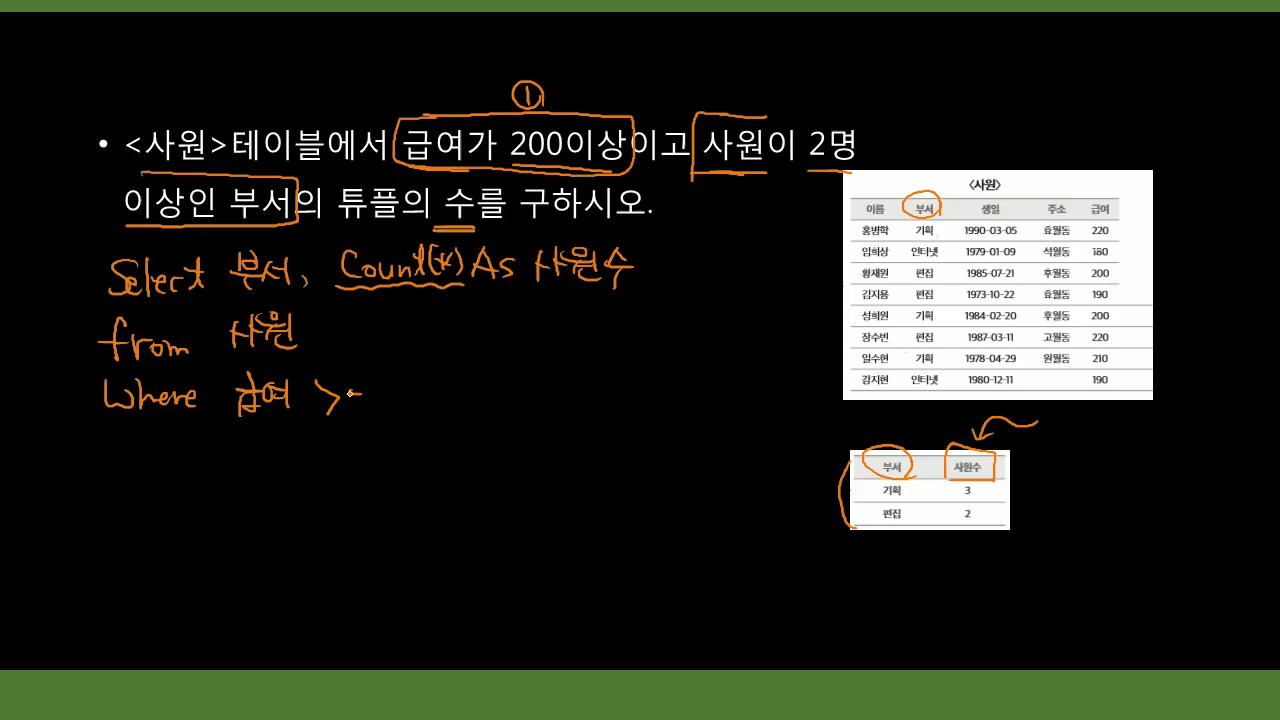 ①
• <사원>테이블에서 급여가 200이상이고 사원이 2명
이상인 부서의 튜플의 수를 구하시오.
Select 부서, Count(*) As 사원수
from 사원
Where 급여 >
<사원>
이름 부서 생일 주소 급여
홍병학 기획 1990-03-05 효월동 220
임희상 인터넷 1979-01-09 석월동 180
황재원 편집 1985-07-21 후월동 200
김지용 편집 1973-10-22 효월동 190
성희원 기획 1984-02-20 후월동 200
장수빈 편집 1987-03-11 고월동 220
일수현 기획 1978-04-29 원월동 210
강지현 인터넷 1980-12-11 190
부서 사원수
기획 3
편집 2